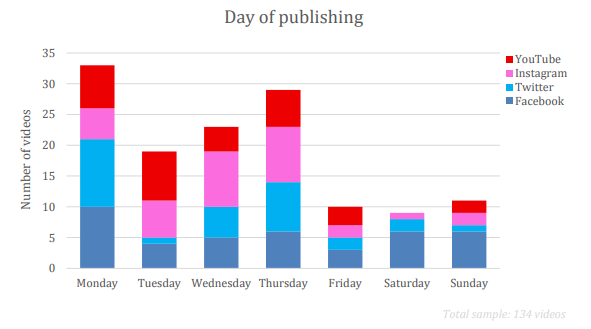 Day of publishing
35
30
25
20
15
10
5
0
Number of videos
Monday Tuesday Wednesday Thursday Friday Saturday Sunday
YouTube
Instagram
Twitter
Facebook
Total sample: 134 videos